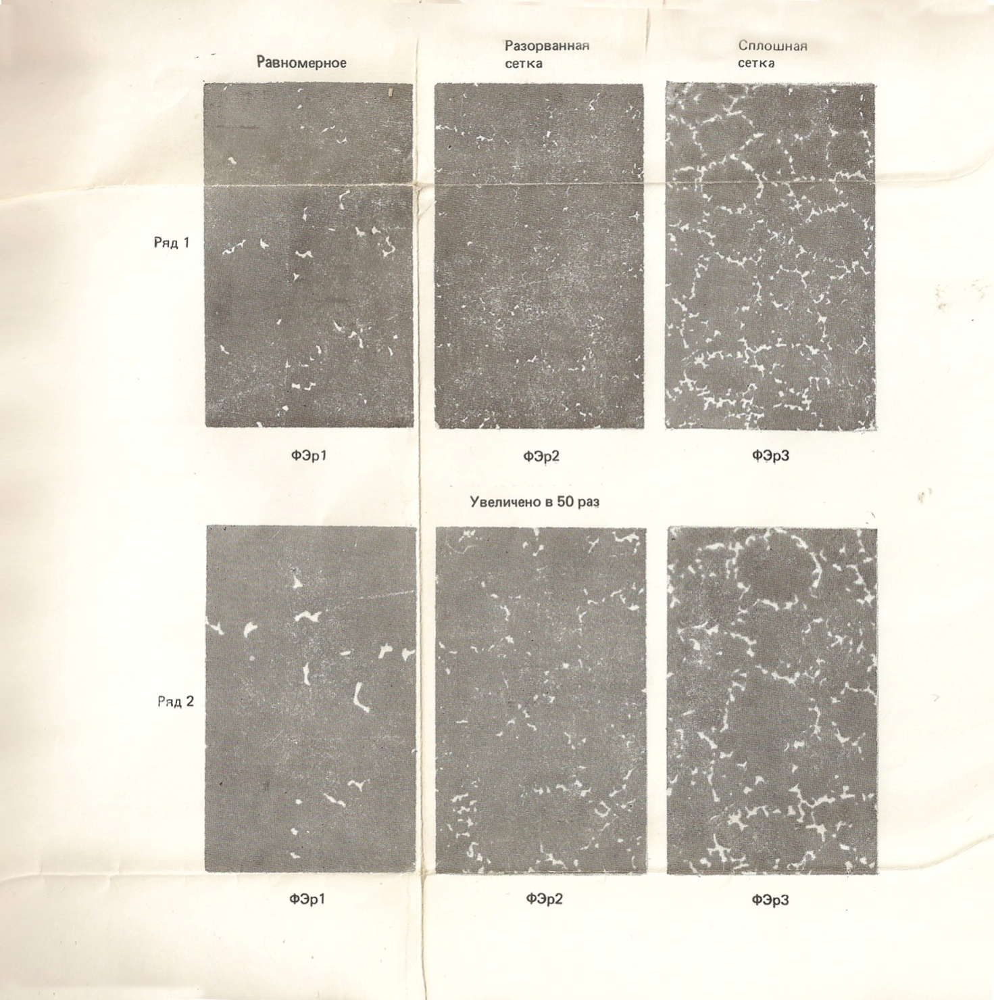 Равномерное
Разорванная
сетка
Сплошная
сетка
Ряд 1
ФЭр1
ФЭр2
ФЭр3
Увеличено в 50 раз
Ряд 2
ФЭр1
ФЭр2
ФЭр3